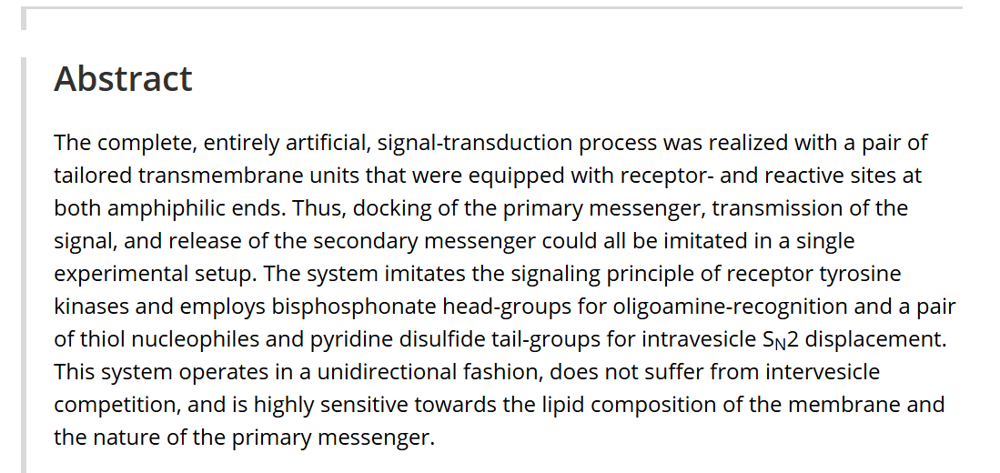 Abstract
The complete, entirely artificial, signal-transduction process was realized with a pair of
tailored transmembrane units that were equipped with receptor- and reactive sites at
both amphiphilic ends. Thus, docking of the primary messenger, transmission of the
signal, and release of the secondary messenger could all be imitated in a single
experimental setup. The system imitates the signaling principle of receptor tyrosine
kinases and employs bisphosphonate head-groups for oligoamine-recognition and a pair
of thiol nucleophiles and pyridine disulfide tail-groups for intravesicle SN2 displacement.
This system operates in a unidirectional fashion, does not suffer from intervesicle
competition, and is highly sensitive towards the lipid composition of the membrane and
the nature of the primary messenger.